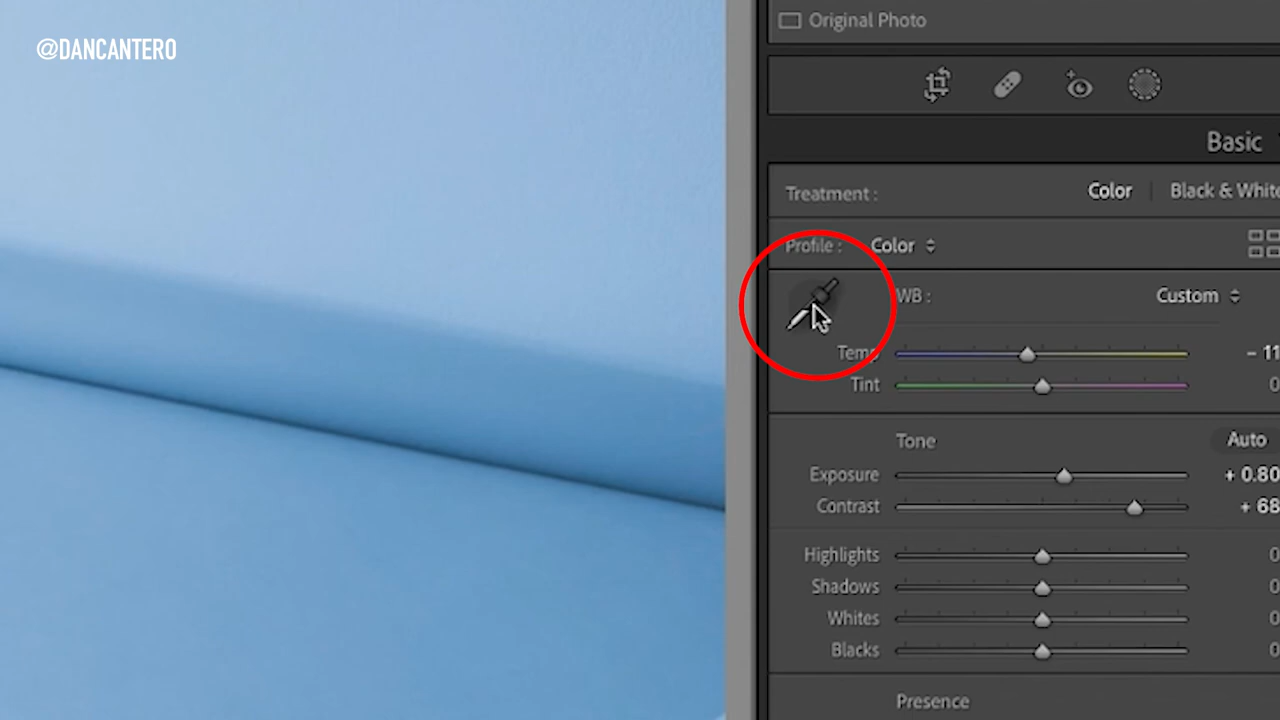 @DANCANTERO
Original Photo
Basic
Treatment :
Color
Black & White
Profile :
Color
WB :
Custom
Temp
- 11
Tint
0
Tone
Auto
Exposure
+ 0.80
Contrast
+ 68
Highlights
0
Shadows
0
Whites
0
Blacks
0
Presence